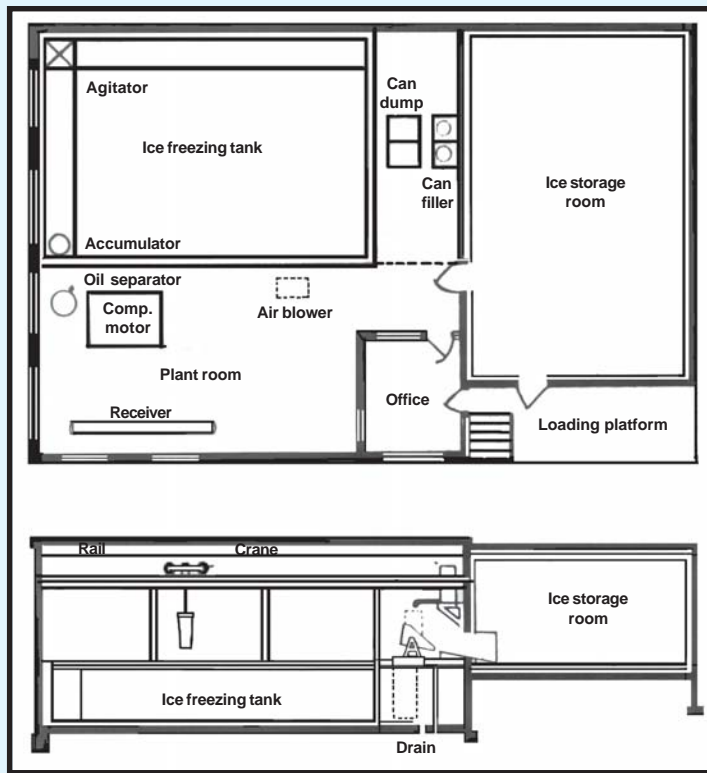 Agitator
Can
dump
Ice freezing tank
Can
filler
Ice storage
room
Accumulator
Oil separator
Comp.
motor
Air blower
Plant room
Office
Receiver
Loading platform
Rail
Crane
Ice storage
room
Ice freezing tank
Drain